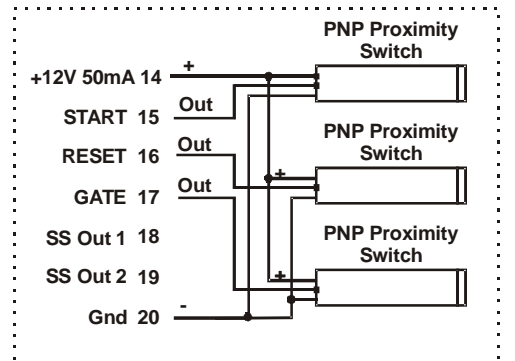 PNP Proximity
Switch
+12V 50mA 14 +
START 15 Out
PNP Proximity
Switch
RESET 16 Out
+
GATE 17 Out
PNP Proximity
Switch
SS Out 1 18
SS Out 2 19
+
Gnd 20 -